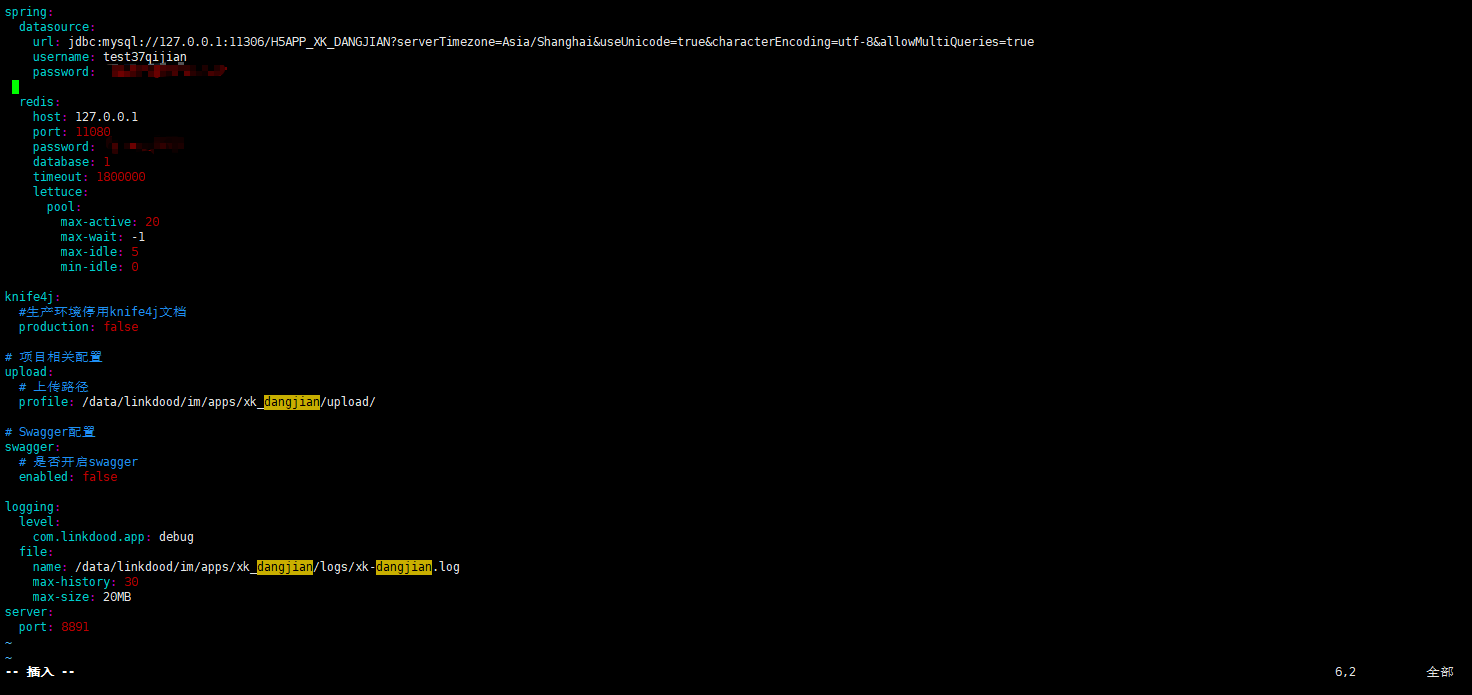 spring:
  datasource:
    url: jdbc:mysql://127.0.0.1:11306/H5APP_XK_DANGJIAN?serverTimezone=Asia/Shanghai&useUnicode=true&characterEncoding=utf-8&allowMultiQueries=true
    username: test37qijian
    password:
  redis:
    host: 127.0.0.1
    port: 11080
    password:
    database: 1
    timeout: 1800000
    lettuce:
      pool:
        max-active: 20
        max-wait: -1
        max-idle: 5
        min-idle: 0
knife4j:
  #生产环境停用knife4j文档
  production: false
# 项目相关配置
upload:
  # 上传路径
  profile: /data/linkdood/im/apps/xk_dangjian/upload/
# Swagger配置
swagger:
  # 是否开启swagger
  enabled: false
logging:
  level:
    com.linkdood.app: debug
  file:
    name: /data/linkdood/im/apps/xk_dangjian/logs/xk-dangjian.log
    max-history: 30
    max-size: 20MB
server:
  port: 8891
~
~
-- 插入 -- 6,2 全部